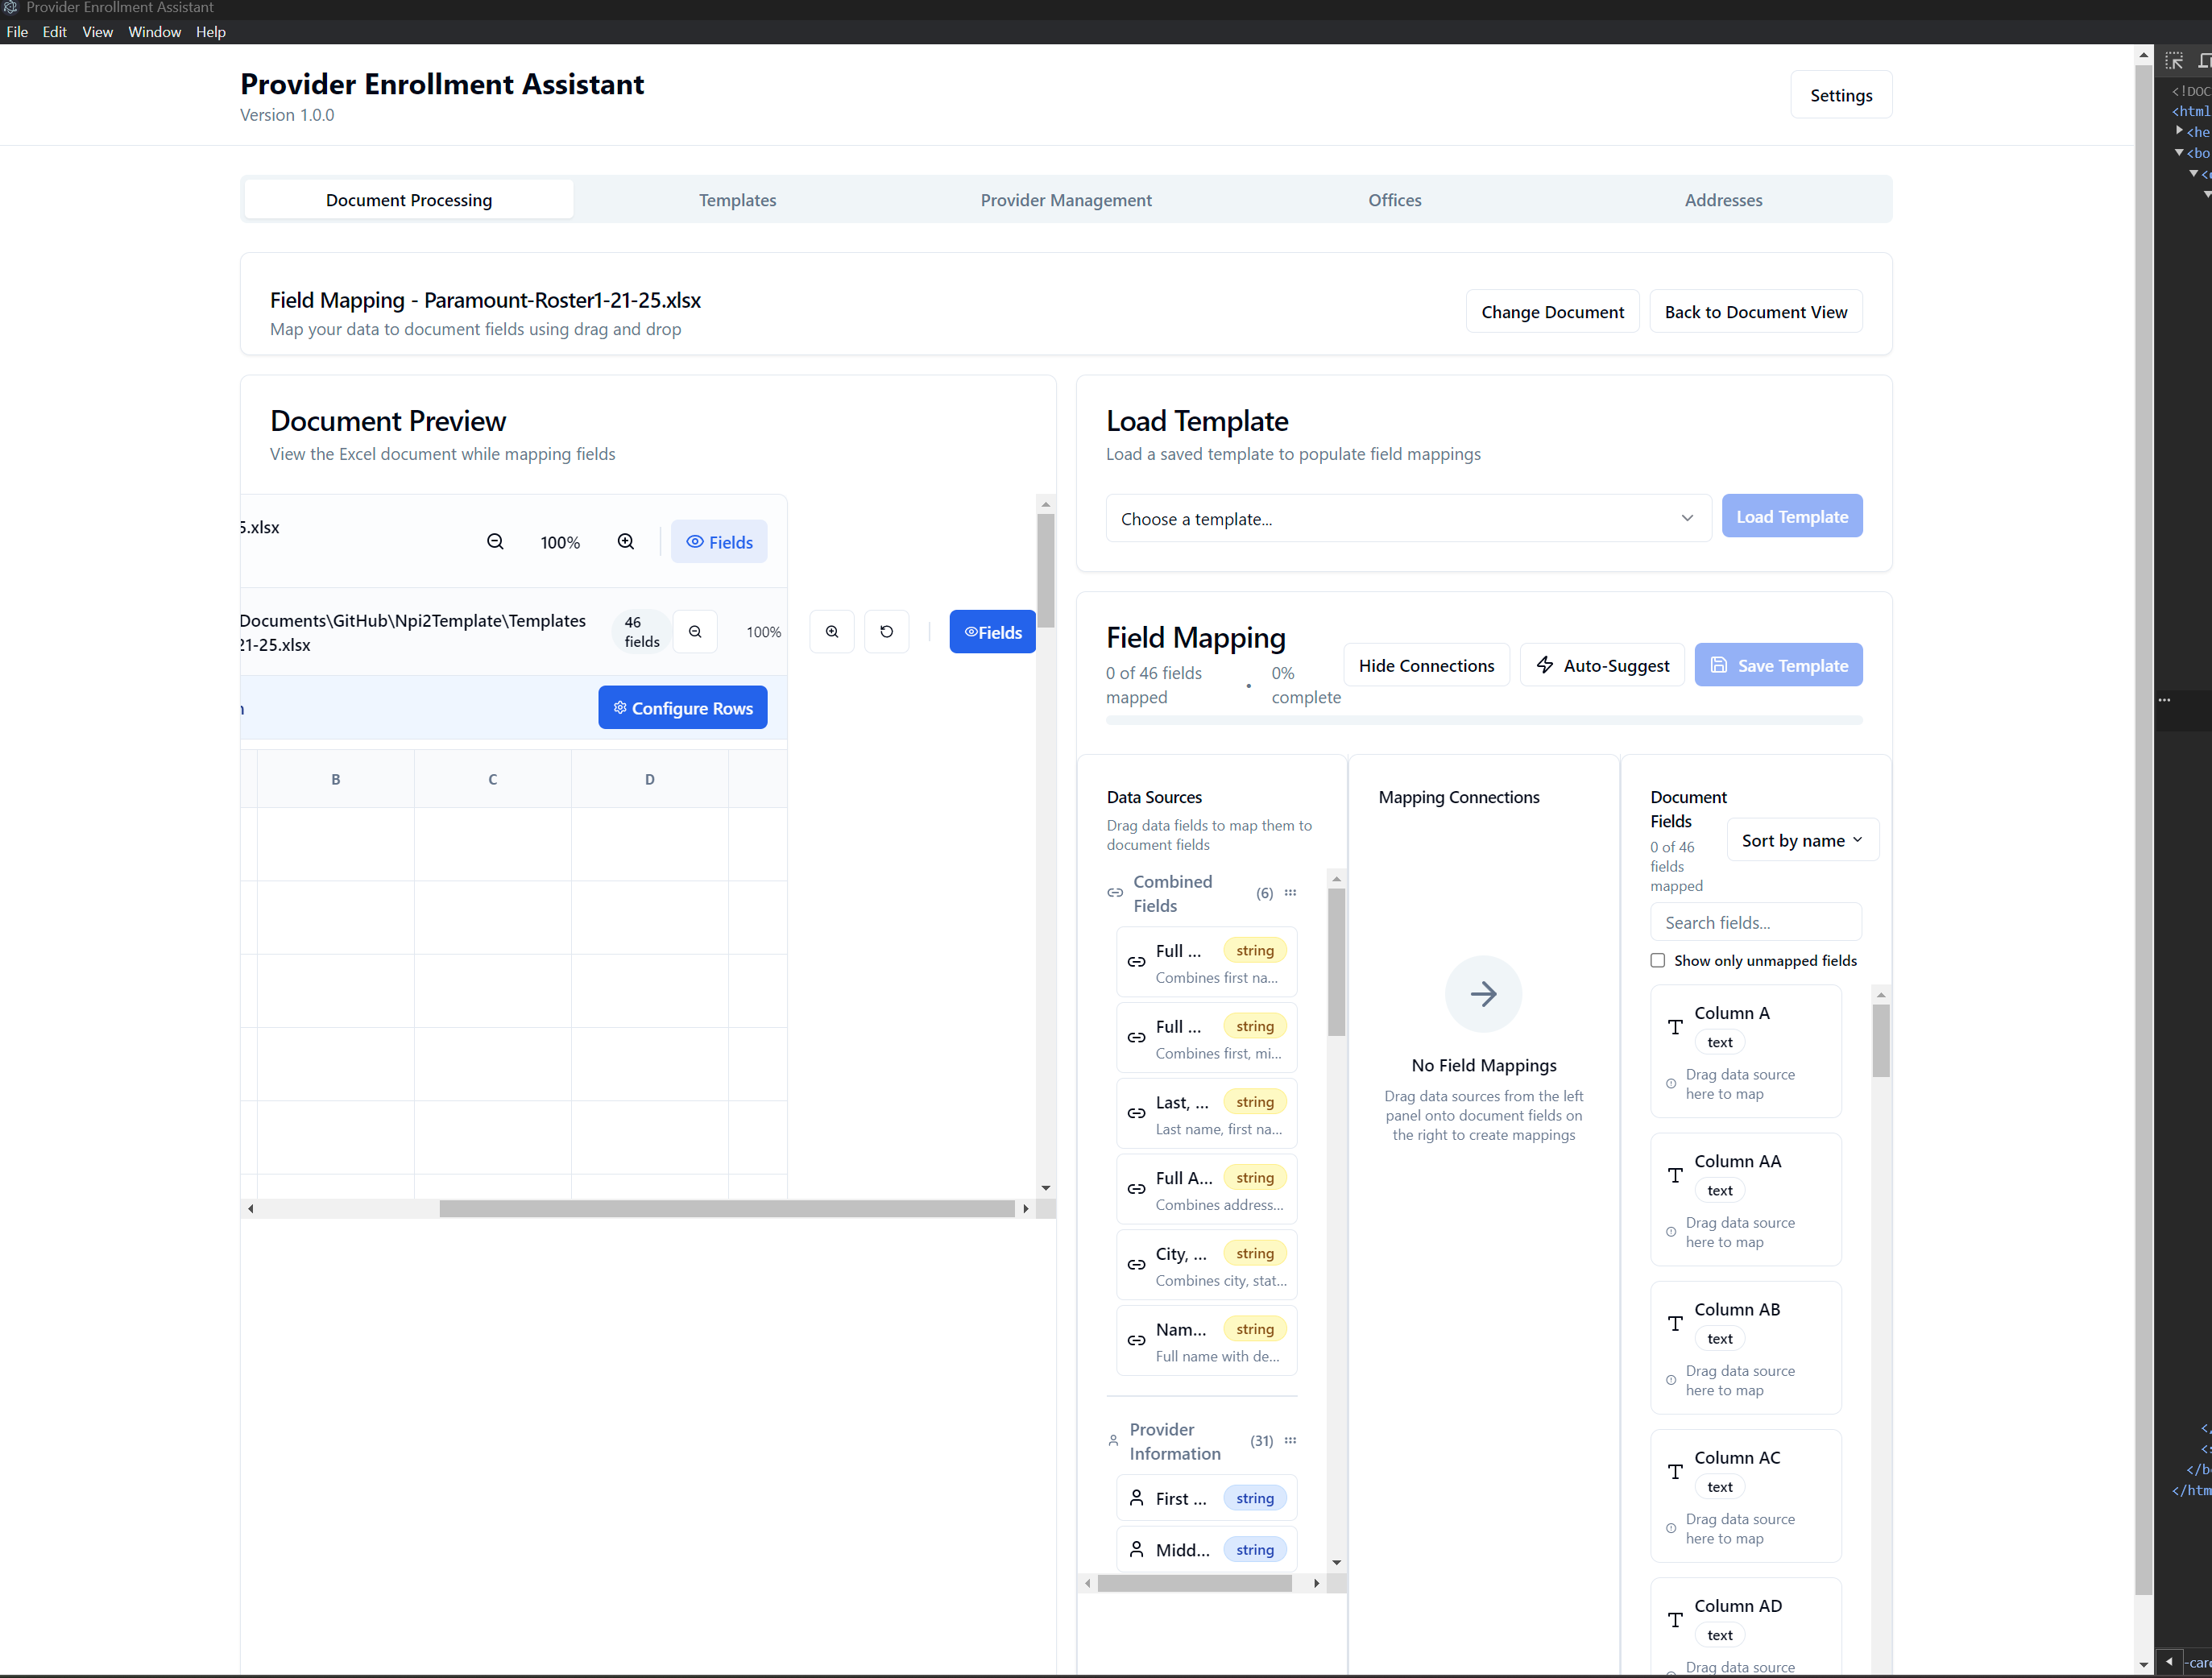 Provider Enrollment Assistant
File Edit View Window Help
Provider Enrollment Assistant
Version 1.0.0
Settings
Document Processing
Templates
Provider Management
Offices
Addresses
Field Mapping - Paramount-Roster1-21-25.xlsx
Map your data to document fields using drag and drop
Change Document
Back to Document View
Document Preview
View the Excel document while mapping fields
5.xlsx
100%
Fields
Documents\GitHub\Npi2Template\Templates
21-25.xlsx
46
fields
100%
Fields
Configure Rows
B
C
D
Load Template
Load a saved template to populate field mappings
Choose a template...
Load Template
Field Mapping
0 of 46 fields
mapped
•
0%
complete
Hide Connections
Auto-Suggest
Save Template
Data Sources
Drag data fields to map them to
document fields
Combined
Fields
(6)
Full ... string
Combines first na...
Full ... string
Combines first, mi...
Last, ... string
Last name, first na...
Full A... string
Combines address...
City, ... string
Combines city, stat...
Nam... string
Full name with de...
Provider
Information
(31)
First ... string
Midd... string
Mapping Connections
No Field Mappings
Drag data sources from the left
panel onto document fields on
the right to create mappings
Document
Fields
0 of 46
fields
mapped
Sort by name
Search fields...
Show only unmapped fields
Column A
text
Drag data source
here to map
Column AA
text
Drag data source
here to map
Column AB
text
Drag data source
here to map
Column AC
text
Drag data source
here to map
Column AD
text
Drag data source
<!DOC
<html
<he
<bo
</b
</htm
-card